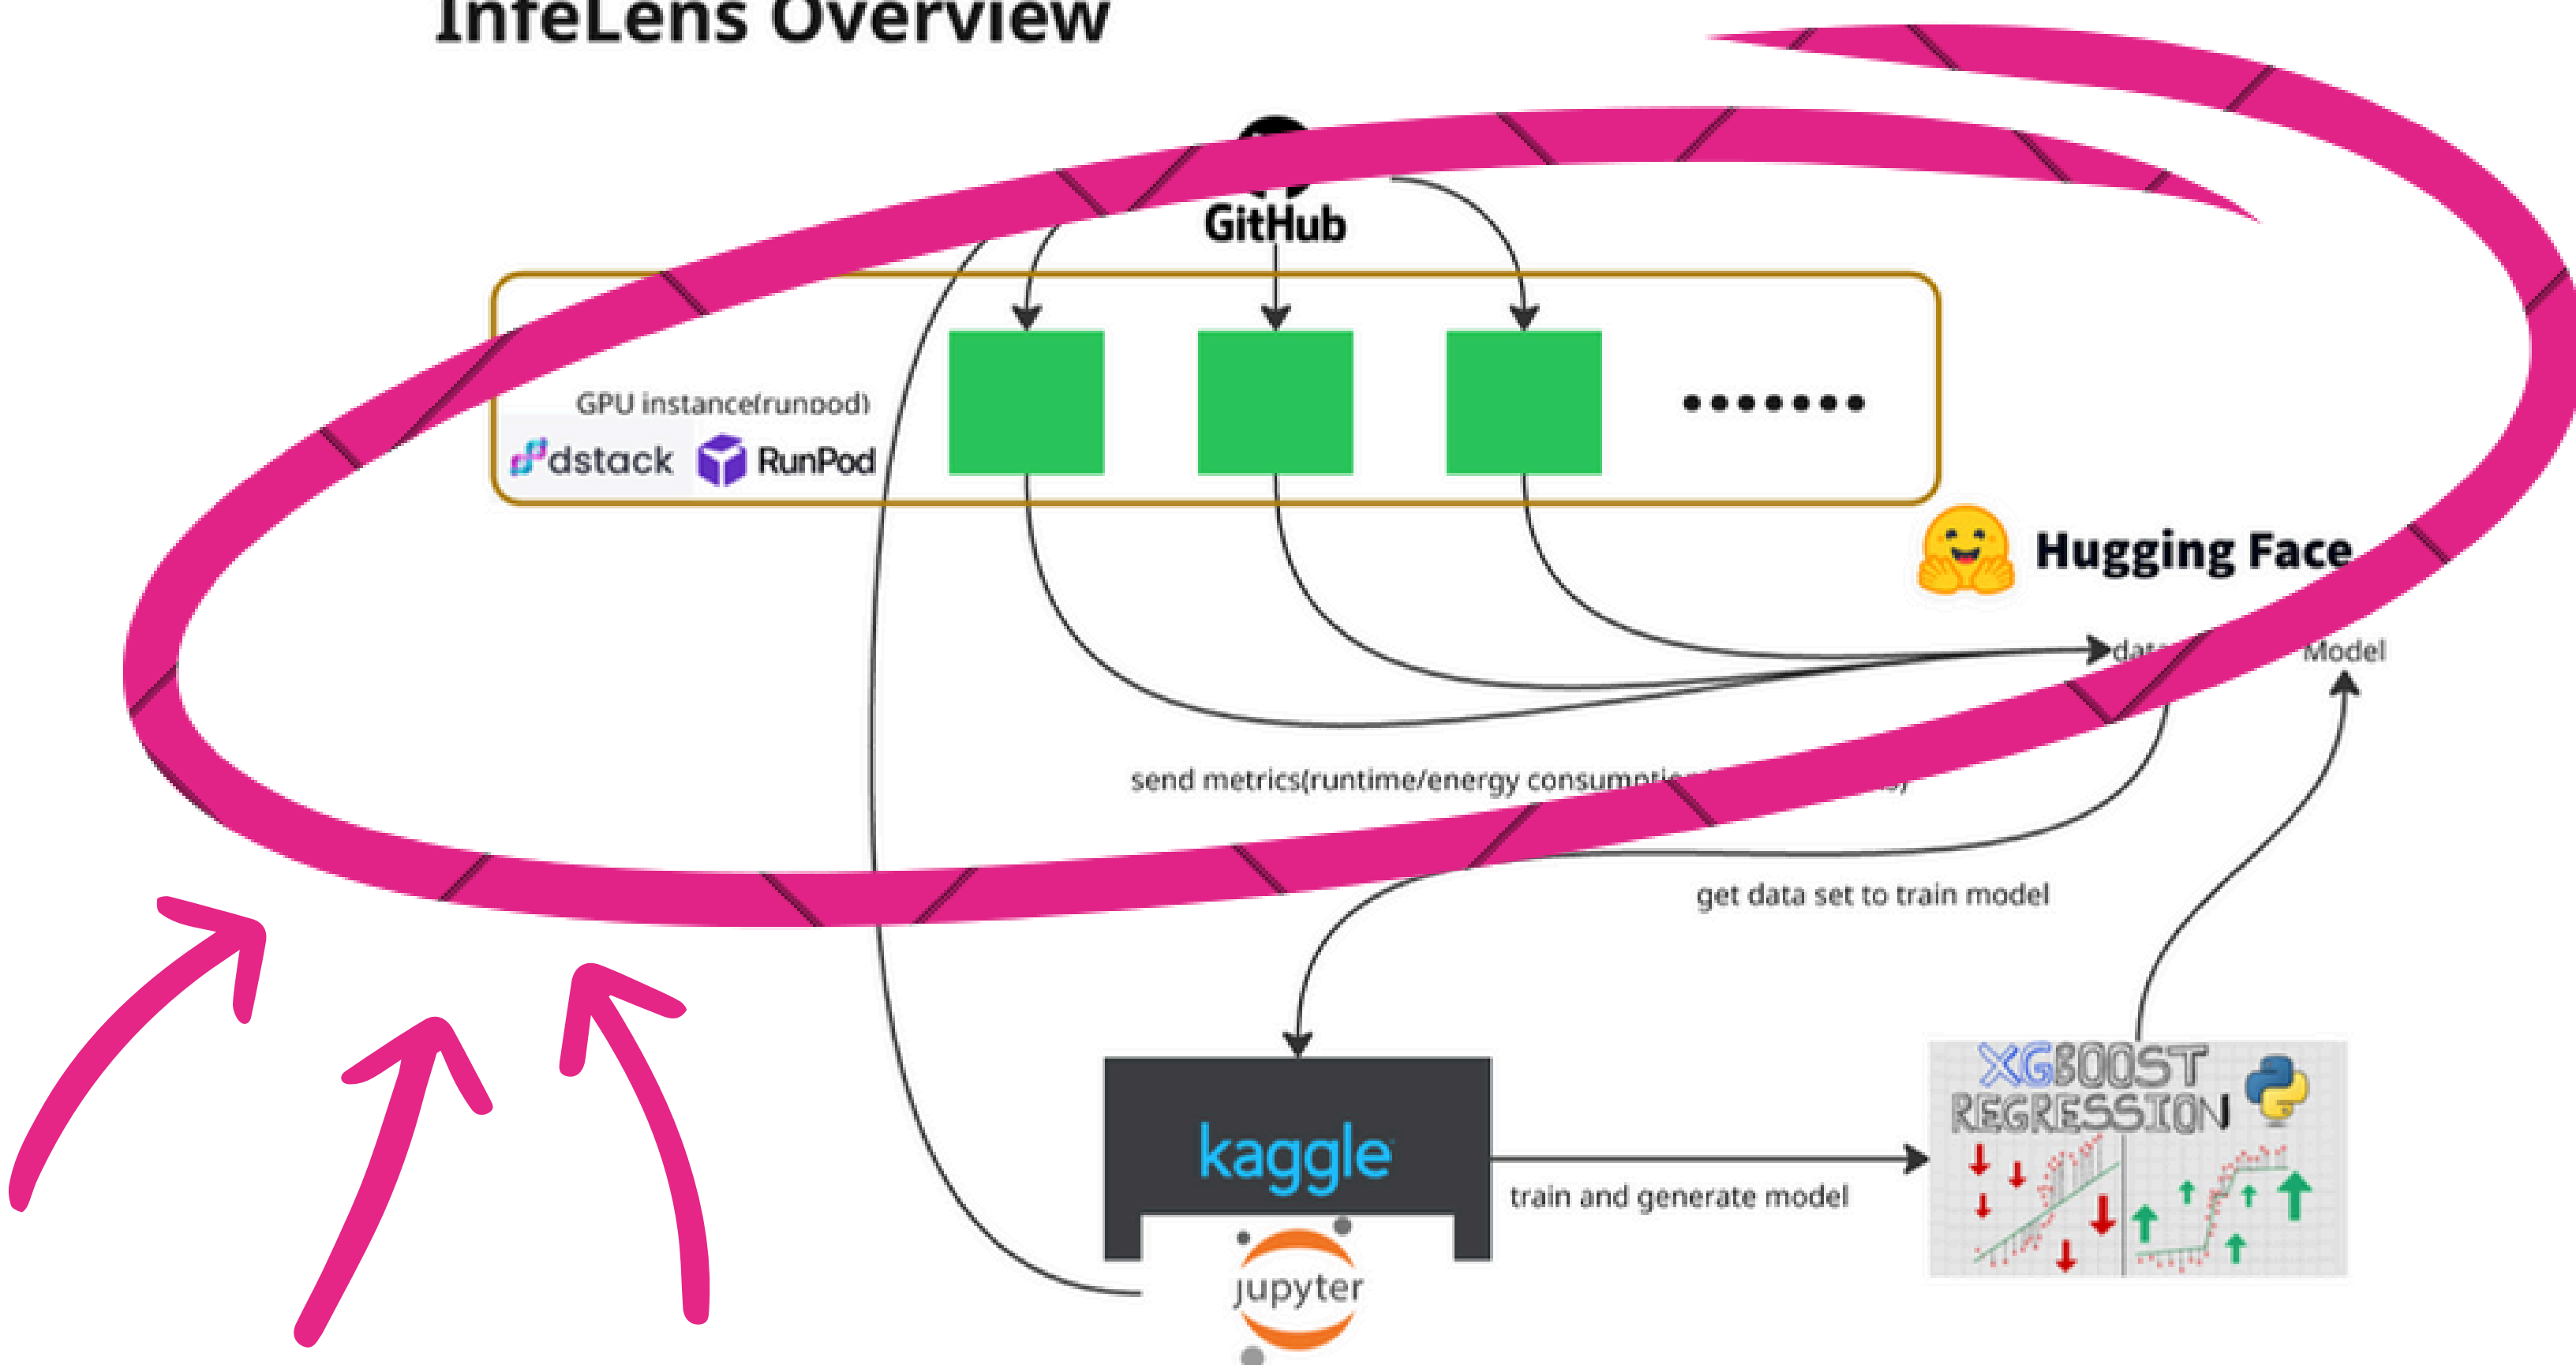 InfeLens Overview
GitHub
GPU instance(runpod)
dstack
RunPod
Hugging Face
Model
send metrics(runtime/energy
get data set to train model
kaggle
train and generate model
jupyter
XGBOOST
REGRESSION